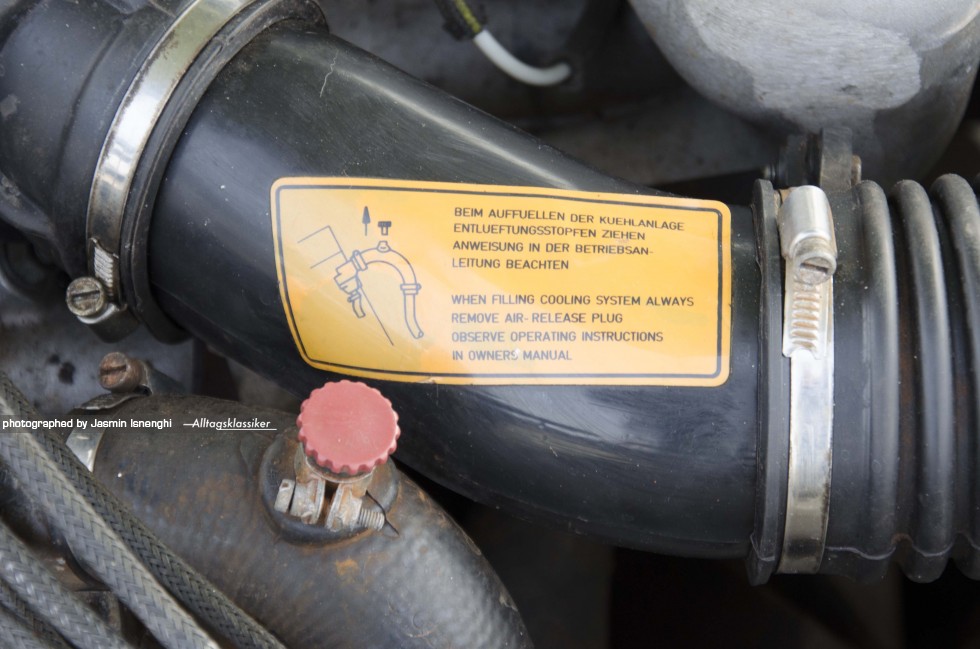 BEIM AUFFUELLEN DER KUEHLANLAGE
ENTLUEFTUNGSSTOPFEN ZIEHEN
ANWEISUNG IN DER BETRIEBSAN-
LEITUNG BEACHTEN
WHEN FILLING COOLING SYSTEM ALWAYS
REMOVE AIR-RELEASE PLUG
OBSERVE OPERATING INSTRUCTIONS
IN OWNERS MANUAL
photographed by Jasmin Isnenghi —Alltagsklassiker